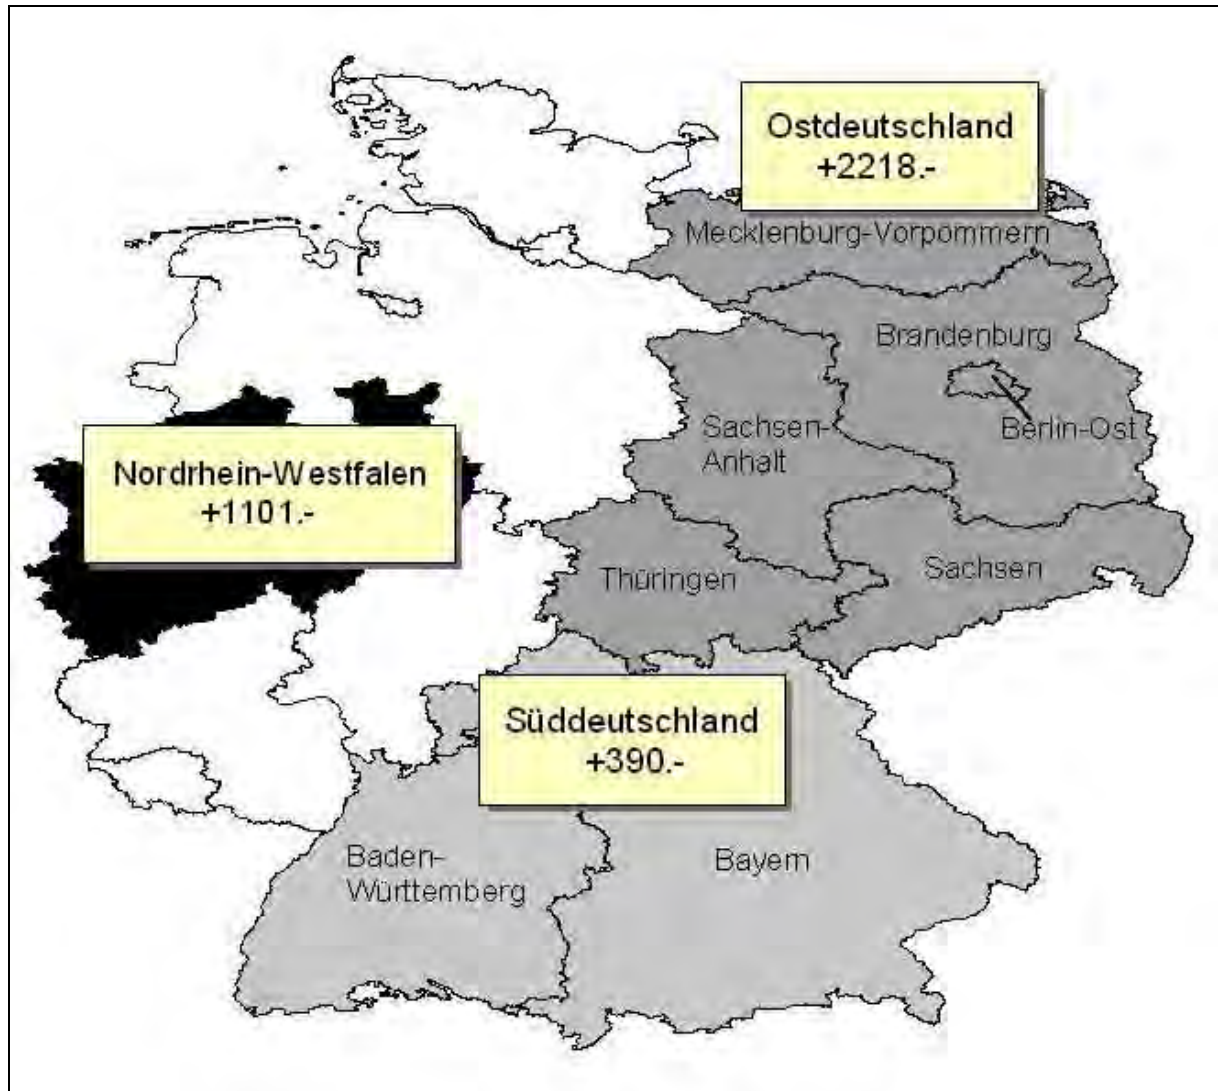 Ostdeutschland
+2218.-
Mecklenburg-Vorpommern
Brandenburg
Berlin-Ost
Sachsen-
Anhalt
Nordrhein-Westfalen
+1101.-
Thüringen
Sachsen
Süddeutschland
+390.-
Baden-
Württemberg
Bayern